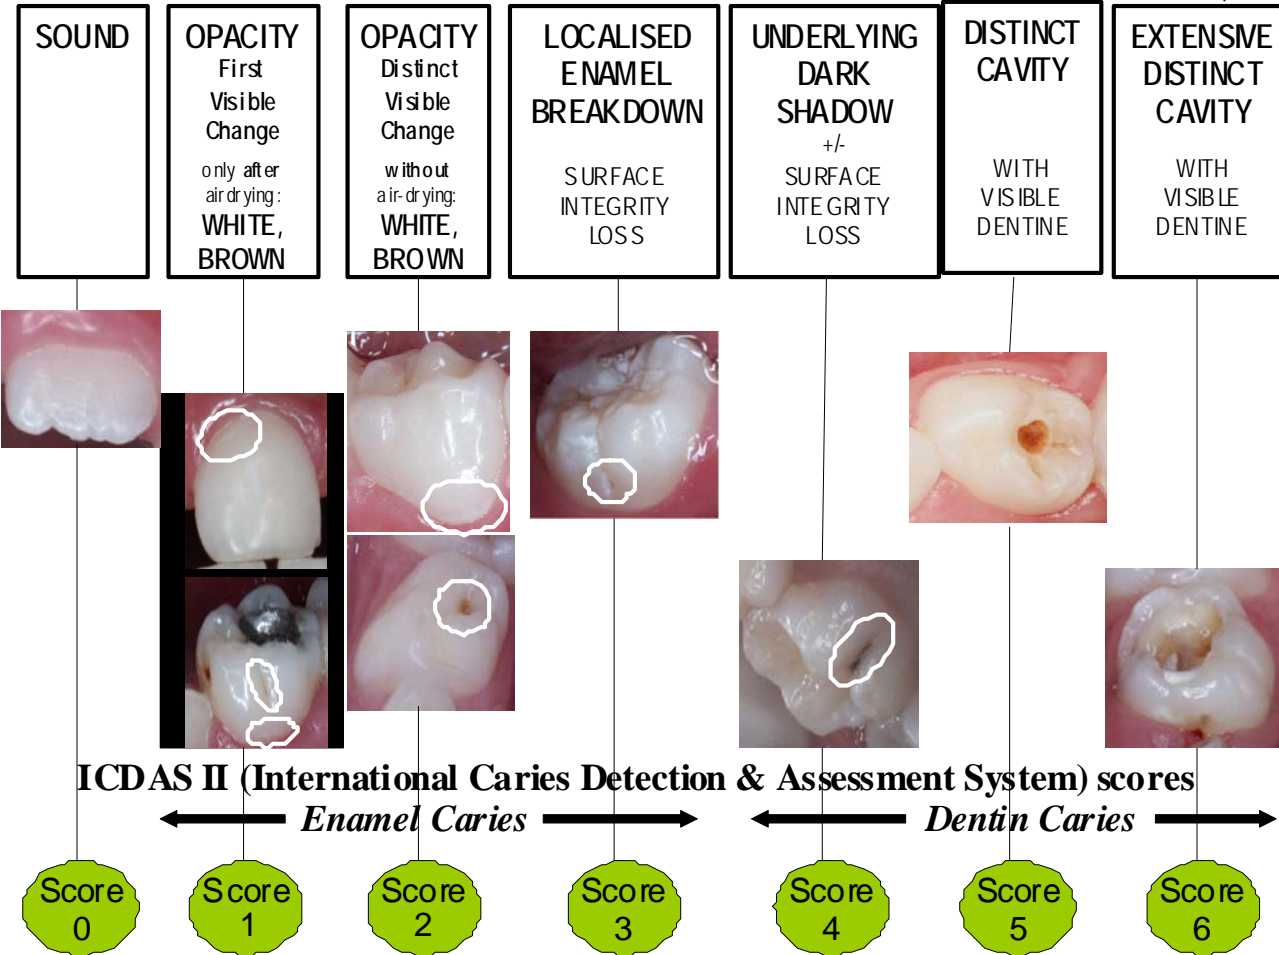 SOUND
OPACITY
First
Visible
Change
only after
air drying:
WHITE,
BROWN
OPACITY
Distinct
Visible
Change
without
air-drying:
WHITE,
BROWN
LOCALISED
ENAMEL
BREAKDOWN
SURFACE
INTEGRITY
LOSS
UNDERLYING
DARK
SHADOW
+/-
SURFACE
INTEGRITY
LOSS
DISTINCT
CAVITY
WITH
VISIBLE
DENTINE
EXTENSIVE
DISTINCT
CAVITY
WITH
VISIBLE
DENTINE
ICDAS II (International Caries Detection & Assessment System) scores
Enamel Caries
Dentin Caries
Score
0
Score
1
Score
2
Score
3
Score
4
Score
5
Score
6